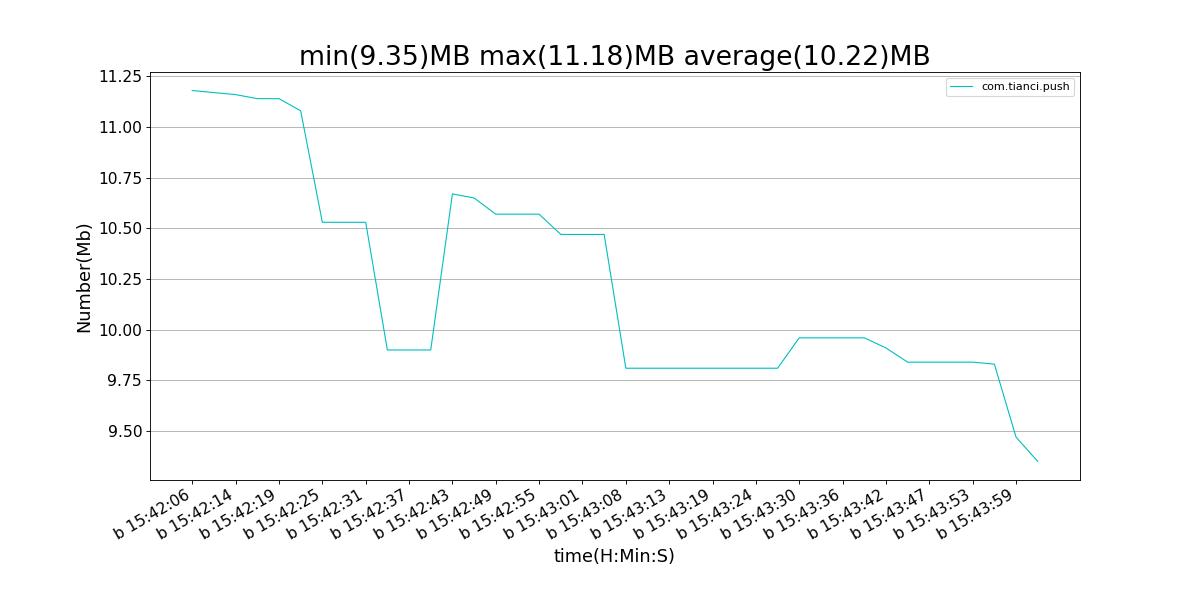 min(9.35)MB max(11.18)MB average(10.22)MB
com.tianci.push
11.25
11.00
10.75
10.50
10.25
10.00
9.75
9.50
Number(Mb)
b 15:42:06
b 15:42:14
b 15:42:19
b 15:42:25
b 15:42:31
b 15:42:37
b 15:42:43
b 15:42:49
b 15:42:55
b 15:43:01
b 15:43:08
b 15:43:13
b 15:43:19
b 15:43:24
b 15:43:30
b 15:43:36
b 15:43:42
b 15:43:47
b 15:43:53
b 15:43:59
time(H:Min:S)